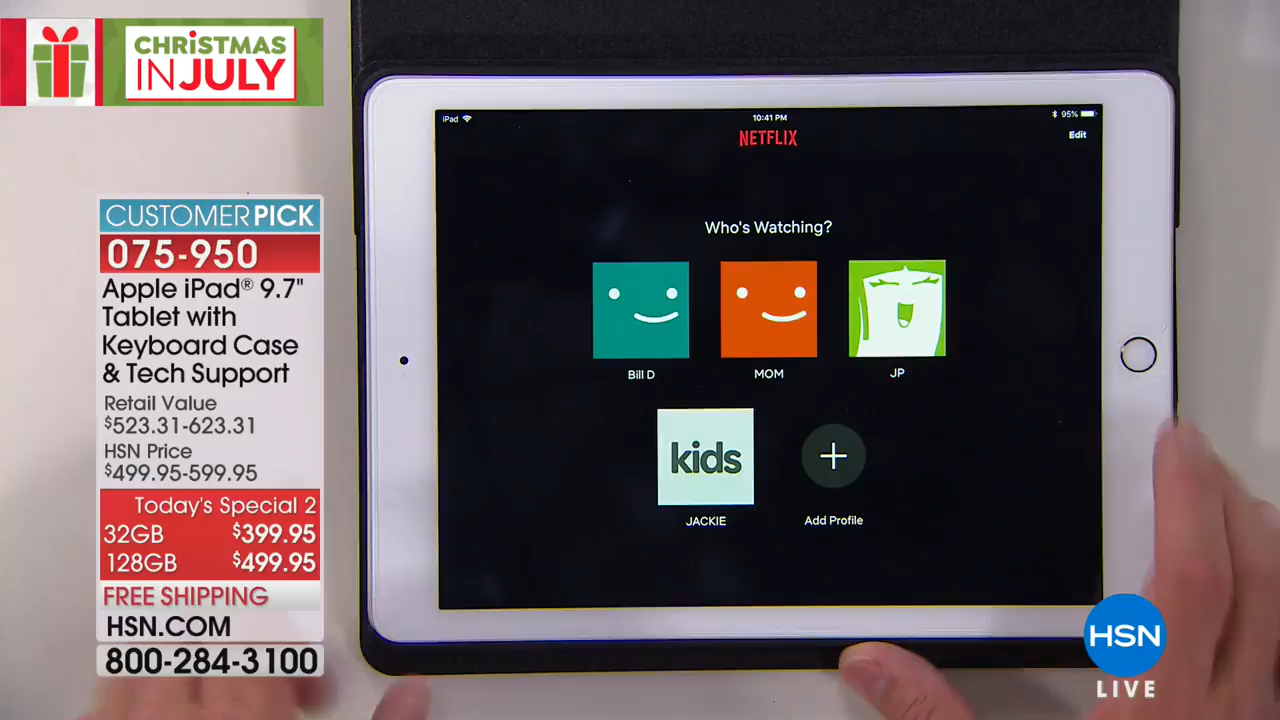 CHRISTMAS
IN JULY
CUSTOMER PICK
075-950
Apple iPad® 9.7"
Tablet with
Keyboard Case
& Tech Support
Retail Value
$523.31-623.31
HSN Price
$499.95-599.95
Today's Special 2
32GB $399.95
128GB $499.95
FREE SHIPPING
HSN.COM
800-284-3100
iPad 10:41 PM 95%
NETFLIX
Edit
Who's Watching?
Bill D MOM JP
kids
JACKIE Add Profile
HSN
LIVE